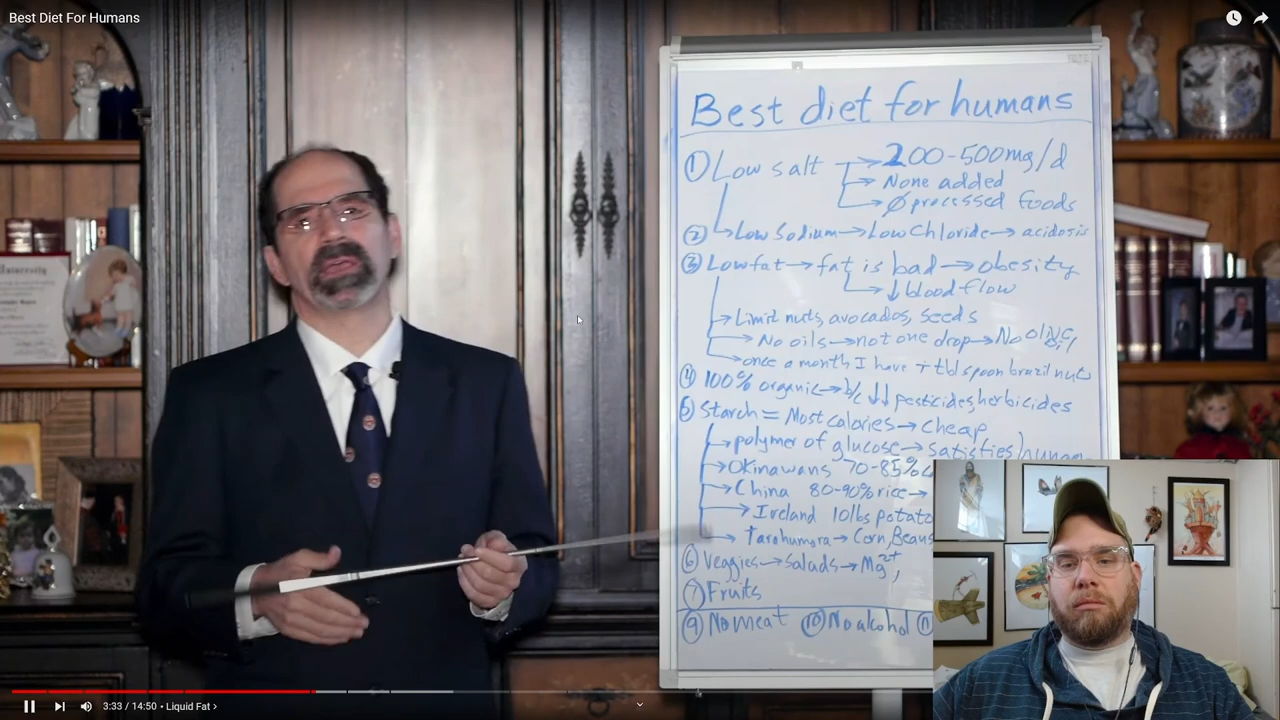 Best Diet For Humans
Best diet for humans
① Low salt → 200-500mg/d
→ None added
→ Ø processed foods
② → Low Sodium → Low Chloride → acidosis
③ Low fat → fat is bad → obesity
→ ↓ blood flow
→ Limit nuts, avocados, seeds
→ No oils → not one drop → No olive oil
→ once a month I have 1 tbl spoon brazil nuts
④ 100% organic → b/c ↓↓ pesticides, herbicides
⑤ Starch = Most calories → cheap
→ polymer of glucose → satisfies hunger
→ Okinawans 70-85%
→ China 80-90% rice →
→ Ireland 10lbs potato
→ Tarohumora → Corn, Beans
⑥ Veggies → Salads → Mg²⁺,
⑦ Fruits
⑨ No meat ⑩ No alcohol ⑪
University
3:33 / 14:50 • Liquid Fat >